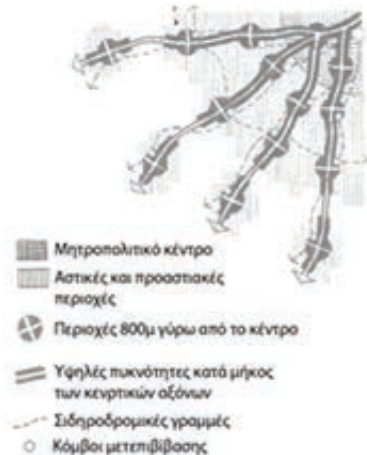 Μητροπολιτικό κέντρο
Αστικές και προαστιακές
περιοχές
Περιοχές 800μ γύρω από το κέντρο
Υψηλές πυκνότητες κατά μήκος
των κενρτικών αξόνων
Σιδηροδρομικές γραμμές
Κόμβοι μετεπιβίβασης